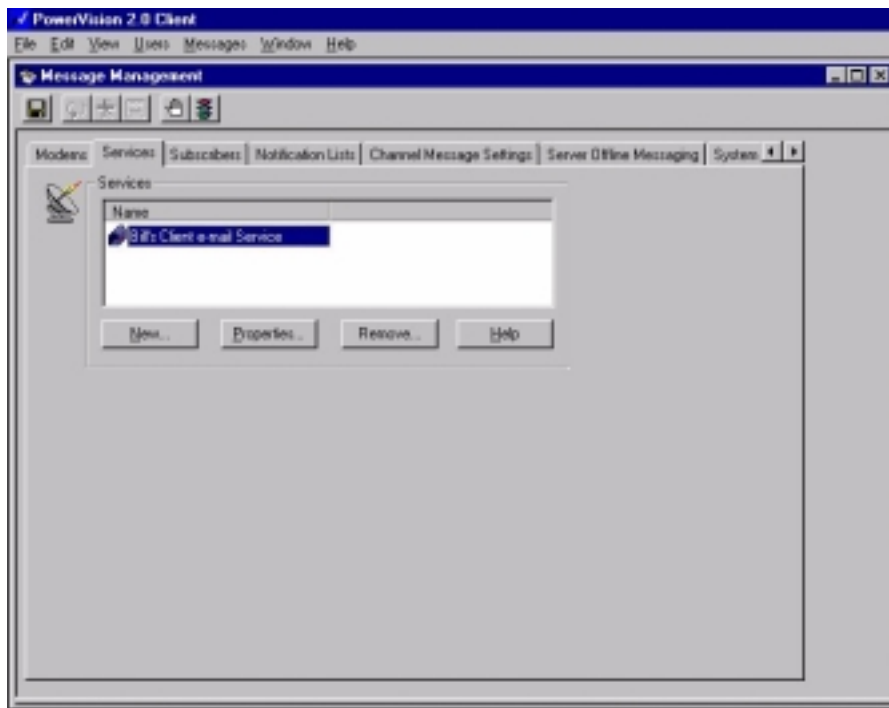 PowerVision 2.0 Client
File Edit View Users Messages Window Help
Message Management
Modems Services Subscribers Notification Lists Channel Message Settings Server Offline Messaging System
Services
Name
Bill's Client e-mail Service
New... Properties... Remove... Help